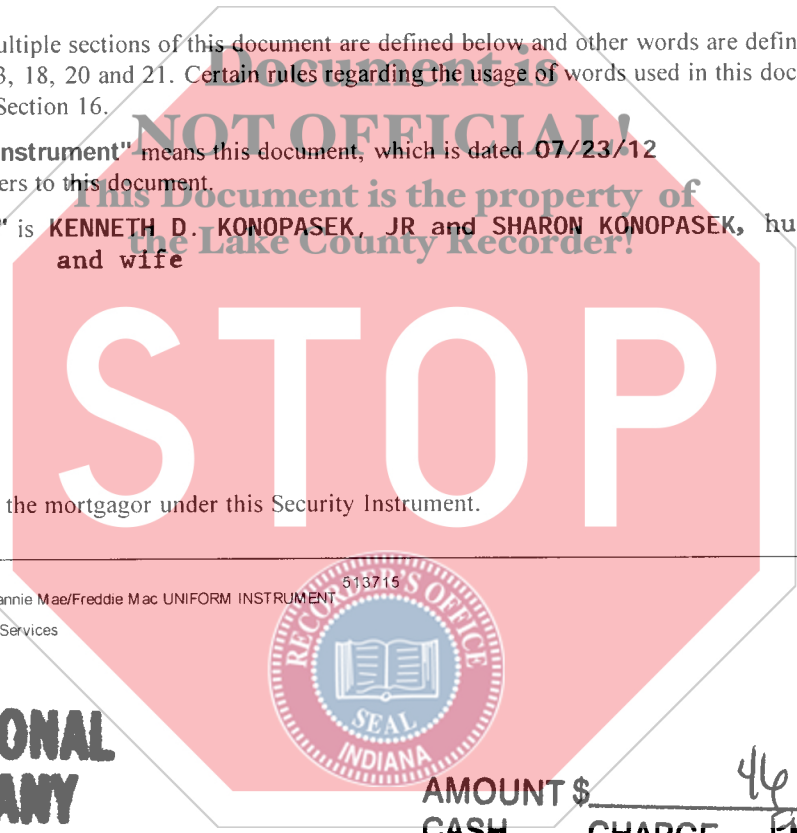 ultiple sections of this document are defined below and other words are defin
3, 18, 20 and 21. Certain rules regarding the usage of words used in this doc
Section 16.
Document is
NOT OFFICIAL!
nstrument" means this document, which is dated 07/23/12
ers to this document.
This Document is the property of
the Lake County Recorder!
" is KENNETH D. KONOPASEK, JR and SHARON KONOPASEK, hu
and wife
STOP
the mortgagor under this Security Instrument.
513715
annie Mae/Freddie Mac UNIFORM INSTRUMENT
Services
RECORDER'S OFFICE
SEAL
INDIANA
ONAL
ANY
AMOUNT $ 46
CASH CHARGE